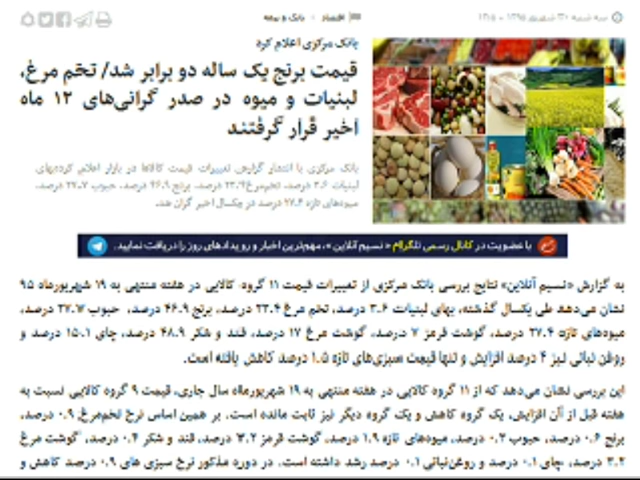 سه شنبه ۳۰ شهریور ۱۳۹۵ - ۱۳:۱۵
اقتصاد › بانک و بیمه
بانک مرکزی اعلام کرد
قیمت برنج یک ساله دو برابر شد/ تخم مرغ،
لبنیات و میوه در صدر گرانی‌های ۱۲ ماه
اخیر قرار گرفتند
بانک مرکزی با انتشار گزارش تغییرات قیمت کالاها در بازار اعلام کرد:بهای
لبنیات ۳.۶ درصد، تخم‌مرغ ۲۳.۴ درصد، برنج ۴۶.۹ درصد، حبوب ۲۷.۷ درصد،
میوه‌های تازه ۲۷.۴ درصد در یکسال اخیر گران شد.
با عضویت در کانال رسمی تلگرام « نسیم آنلاین »، مهم‌ترین اخبار و رویدادهای روز را دریافت نمایید.
به گزارش «نسیم آنلاین» نتایج بررسی بانک مرکزی از تغییرات قیمت ۱۱ گروه کالایی در هفته منتهی به ۱۹ شهریورماه ۹۵
نشان می‌دهد طی یکسال گذشته، بهای لبنیات ۳.۶ درصد، تخم مرغ ۲۳.۴ درصد، برنج ۴۶.۹ درصد، حبوب ۲۷.۷ درصد،
میوه‌های تازه ۲۷.۴ درصد، گوشت قرمز ۷ درصد، گوشت مرغ ۱۷ درصد، قند و شکر ۴۸.۹ درصد، چای ۱۵.۱ درصد و
روغن نباتی نیز ۴ درصد افزایش و تنها قیمت سبزی‌های تازه ۱.۵ درصد کاهش یافته است.
این بررسی نشان می‌دهد که از ۱۱ گروه کالایی در هفته منتهی به ۱۹ شهریورماه سال جاری، قیمت ۹ گروه کالایی نسبت به
هفته قبل از آن افزایش، یک گروه کاهش و یک گروه دیگر نیز ثابت مانده است. بر همین اساس نرخ تخم‌مرغ ۰.۹ درصد،
برنج ۰.۶ درصد، حبوب ۰.۲ درصد، میوه‌های تازه ۱.۹ درصد، گوشت قرمز ۳.۲ درصد، قند و شکر ۰.۴ درصد، گوشت مرغ
۳.۲ درصد، چای ۰.۱ درصد و روغن‌نباتی ۰.۱ درصد رشد داشته است. در دوره مذکور نرخ سبزی های ۰.۹ درصد کاهش و